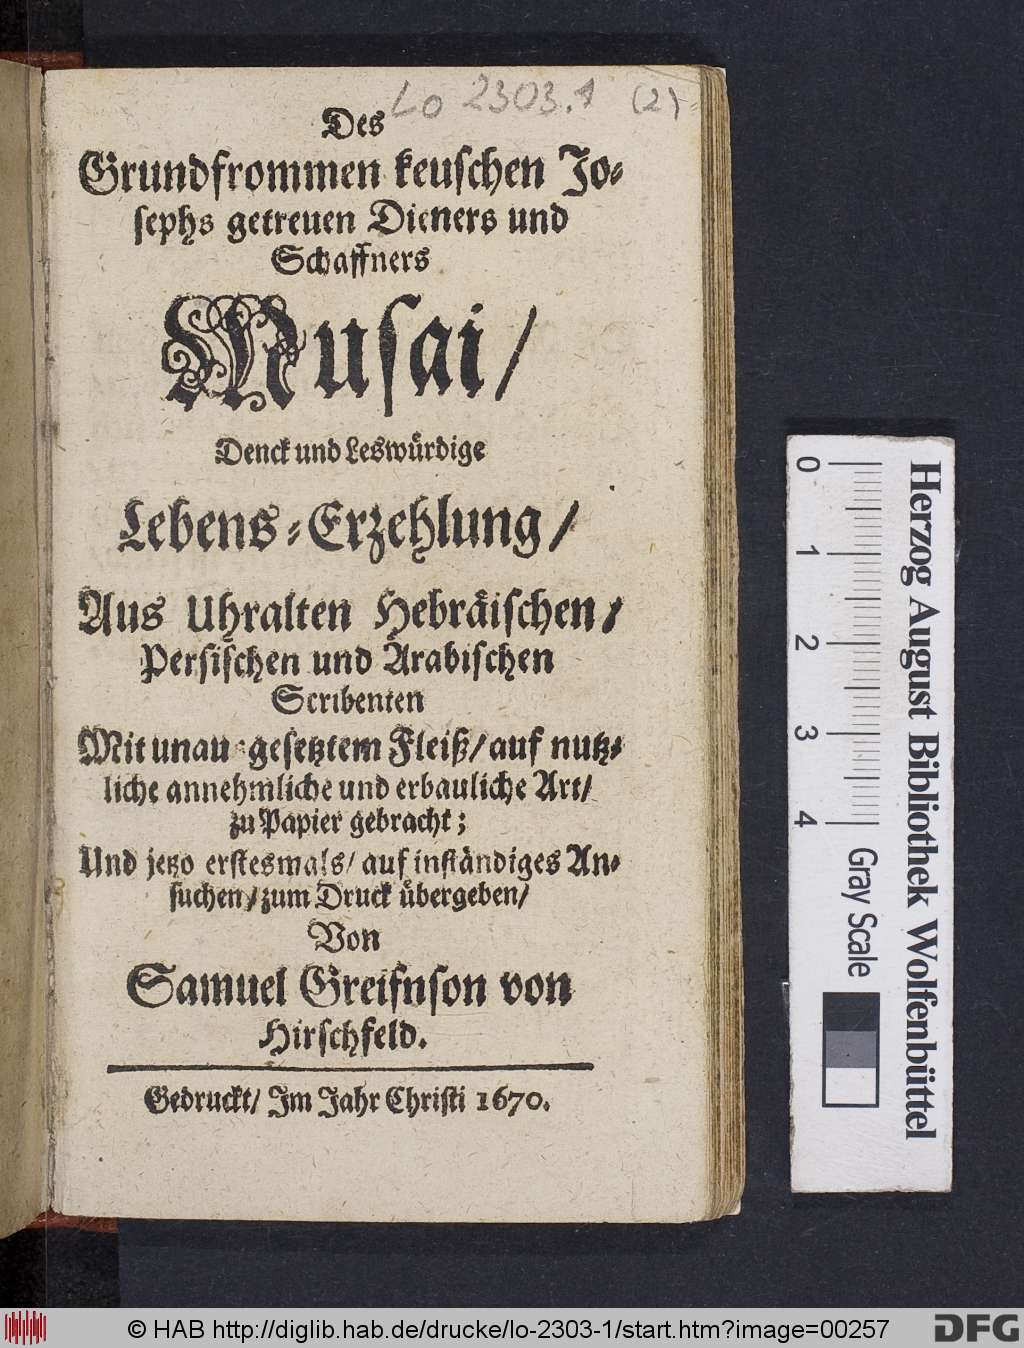 Lo 2303.1 (2)
Des
Grundfrommen keuschen Jo-
sephs getreuen Dieners und
Schaffners
Musai/
Denck und Leswürdige
Lebens-Erzehlung/
Aus Uhralten Hebräischen/
Persischen und Arabischen
Scribenten
Mit unausgesetztem Fleiß/ auf nutz-
liche annehmliche und erbauliche Art/
zu Papier gebracht;
Und jetzo erstesmals/ auf inständiges An-
suchen/ zum Druck übergeben/
Von
Samuel Greifnson von
Hirschfeld.
Gedruckt/ Im Jahr Christi 1670.
0 1 2 3 4
Gray Scale
Herzog August Bibliothek Wolfenbüttel
© HAB http://diglib.hab.de/drucke/lo-2303-1/start.htm?image=00257
DFG